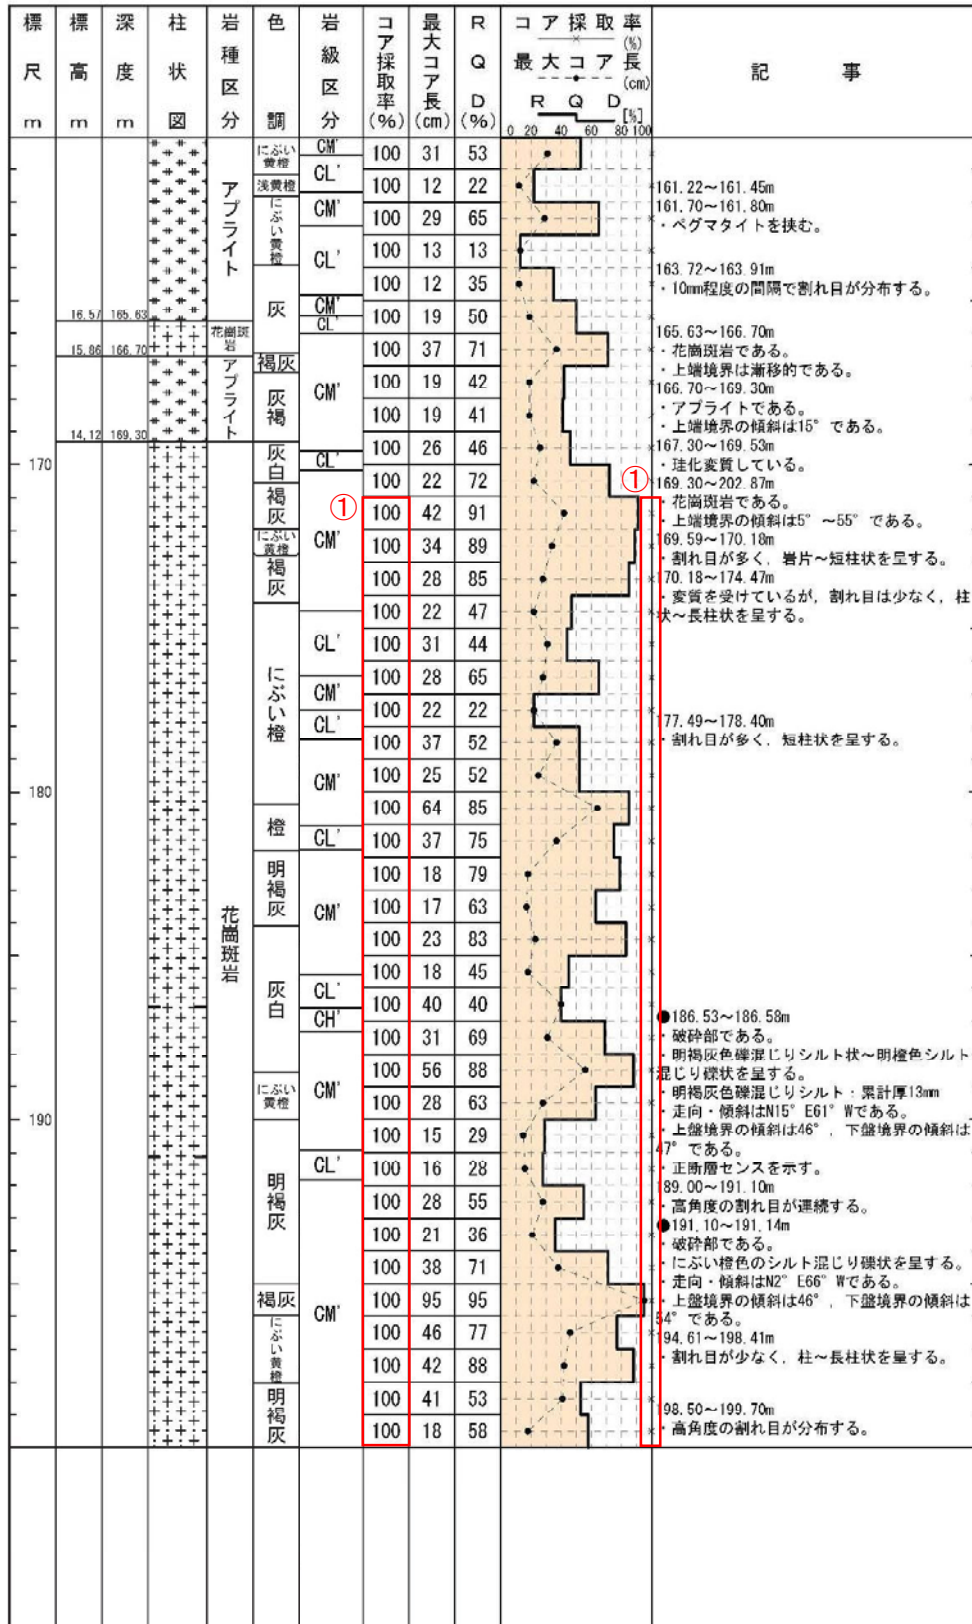 標尺m
標高m
深度m
柱状図
岩種区分
色調
岩級区分
コア採取率(%)
最大コア長(cm)
RQD(%)
コア採取率(%)
最大コア長(cm)
RQD[%]
0 20 40 60 80 100
記事
にぶい黄橙
浅黄橙
にぶい黄橙
灰
褐灰
灰褐
灰白
褐灰
にぶい黄橙
褐灰
にぶい橙
橙
明褐灰
灰白
にぶい黄橙
明褐灰
褐灰
にぶい黄橙
明褐灰
アプライト
花崗斑岩
アプライト
花崗斑岩
16.57 165.63
15.86 166.70
14.12 169.30
170
180
190
CM'
CL'
CM'
CL'
CM'
CL'
CM'
CL'
CM'
CL'
CM'
CL'
CM'
CL'
CM'
CL'
CH'
CM'
CL'
CM'
100 31 53
100 12 22
100 29 65
100 13 13
100 12 35
100 19 50
100 37 71
100 19 42
100 19 41
100 26 46
100 22 72
①
①
100 42 91
100 34 89
100 28 85
100 22 47
100 31 44
100 28 65
100 22 22
100 37 52
100 25 52
100 64 85
100 37 75
100 18 79
100 17 63
100 23 83
100 18 45
100 40 40
100 31 69
100 56 88
100 28 63
100 15 29
100 16 28
100 28 55
100 21 36
100 38 71
100 95 95
100 46 77
100 42 88
100 41 53
100 18 58
161.22～161.45m
161.70～161.80m
・ペグマタイトを挟む。
163.72～163.91m
・10mm程度の間隔で割れ目が分布する。
165.63～166.70m
・花崗斑岩である。
・上端境界は漸移的である。
166.70～169.30m
・アプライトである。
・上端境界の傾斜は15°である。
167.30～169.53m
・珪化変質している。
169.30～202.87m
・花崗斑岩である。
・上端境界の傾斜は5°～55°である。
169.59～170.18m
・割れ目が多く，岩片～短柱状を呈する。
170.18～174.47m
・変質を受けているが，割れ目は少なく，柱
状～長柱状を呈する。
177.49～178.40m
・割れ目が多く，短柱状を呈する。
●186.53～186.58m
・破砕部である。
・明褐灰色礫混じりシルト状～明橙色シルト
混じり礫状を呈する。
・明褐灰色礫混じりシルト：累計厚13mm
・走向・傾斜はN15°E61°Wである。
・上盤境界の傾斜は46°，下盤境界の傾斜は
47°である。
・正断層センスを示す。
189.00～191.10m
・高角度の割れ目が連続する。
●191.10～191.14m
・破砕部である。
・にぶい橙色のシルト混じり礫状を呈する。
・走向・傾斜はN2°E66°Wである。
・上盤境界の傾斜は46°，下盤境界の傾斜は
54°である。
194.61～198.41m
・割れ目が少なく，柱～長柱状を呈する。
198.50～199.70m
・高角度の割れ目が分布する。